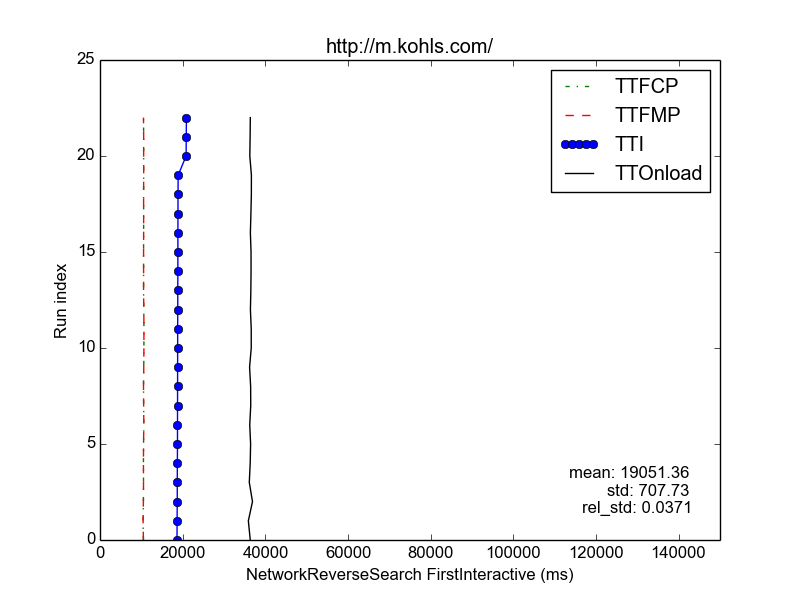 http://m.kohls.com/
25
20
15
10
5
0
Run index
TTFCP
TTFMP
TTI
TTOnload
mean: 19051.36
std: 707.73
rel_std: 0.0371
0 20000 40000 60000 80000 100000 120000 140000
NetworkReverseSearch FirstInteractive (ms)